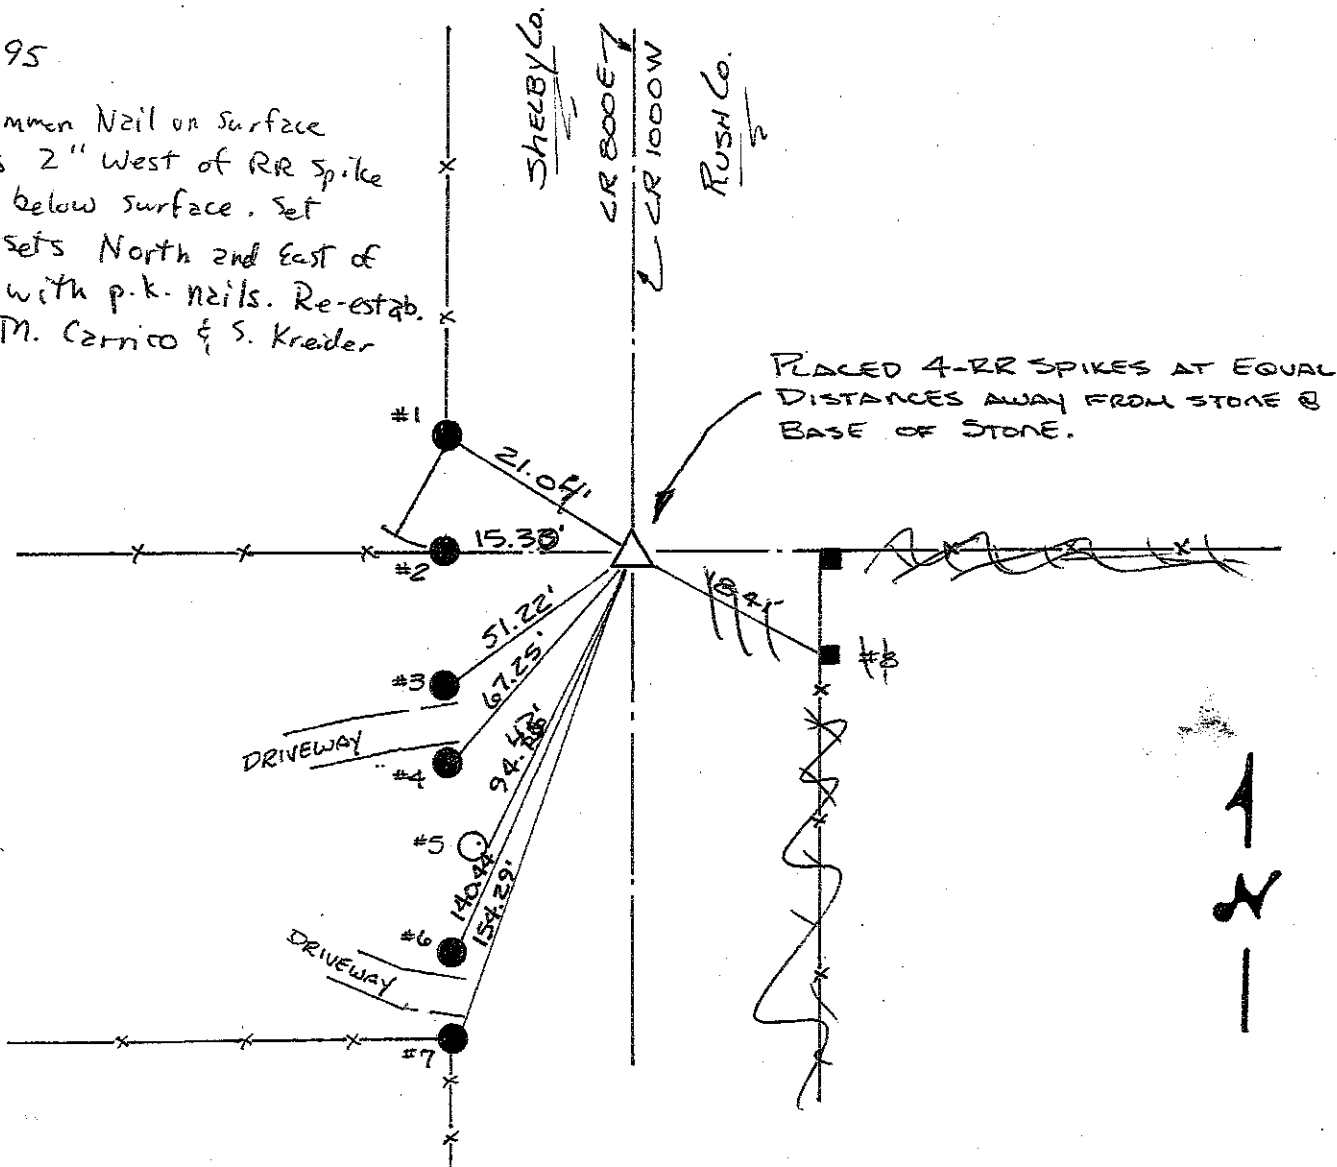 95
mmon Nail on Surface
s 2" West of RR Spike
below surface. Set
sets North and East of
with p.k. nails. Re-estab.
M. Carrico & S. Kreider
SHELBY Co.
CR 800E
CR 1000W
RUSH Co.
PLACED 4-RR SPIKES AT EQUAL
DISTANCES AWAY FROM STONE @
BASE OF STONE.
#1
21.04'
#2
15.38'
#3
51.22'
67.25'
DRIVEWAY
#4
94.43'
#5
140.44'
154.29'
#6
DRIVEWAY
#7
#8
N